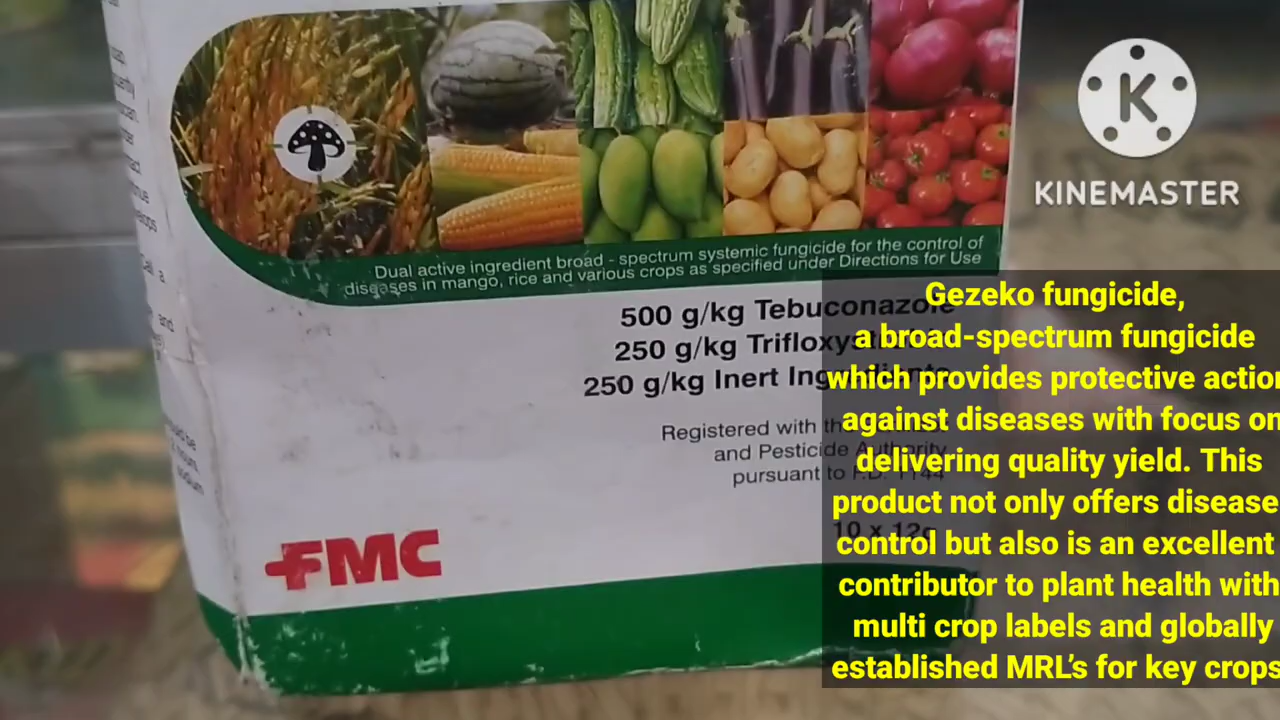 KINEMASTER
Dual active ingredient broad - spectrum systemic fungicide for the control of
diseases in mango, rice and various crops as specified under Directions for Use
500 g/kg Tebuconazole
250 g/kg
250 g/kg Inert
Registered with
and Pesticide Authority
pursuant to P.D. 1144
10 x 12g
FMC
Gezeko fungicide,
a broad-spectrum fungicide
which provides protective action
against diseases with focus on
delivering quality yield. This
product not only offers disease
control but also is an excellent
contributor to plant health with
multi crop labels and globally
established MRL's for key crops